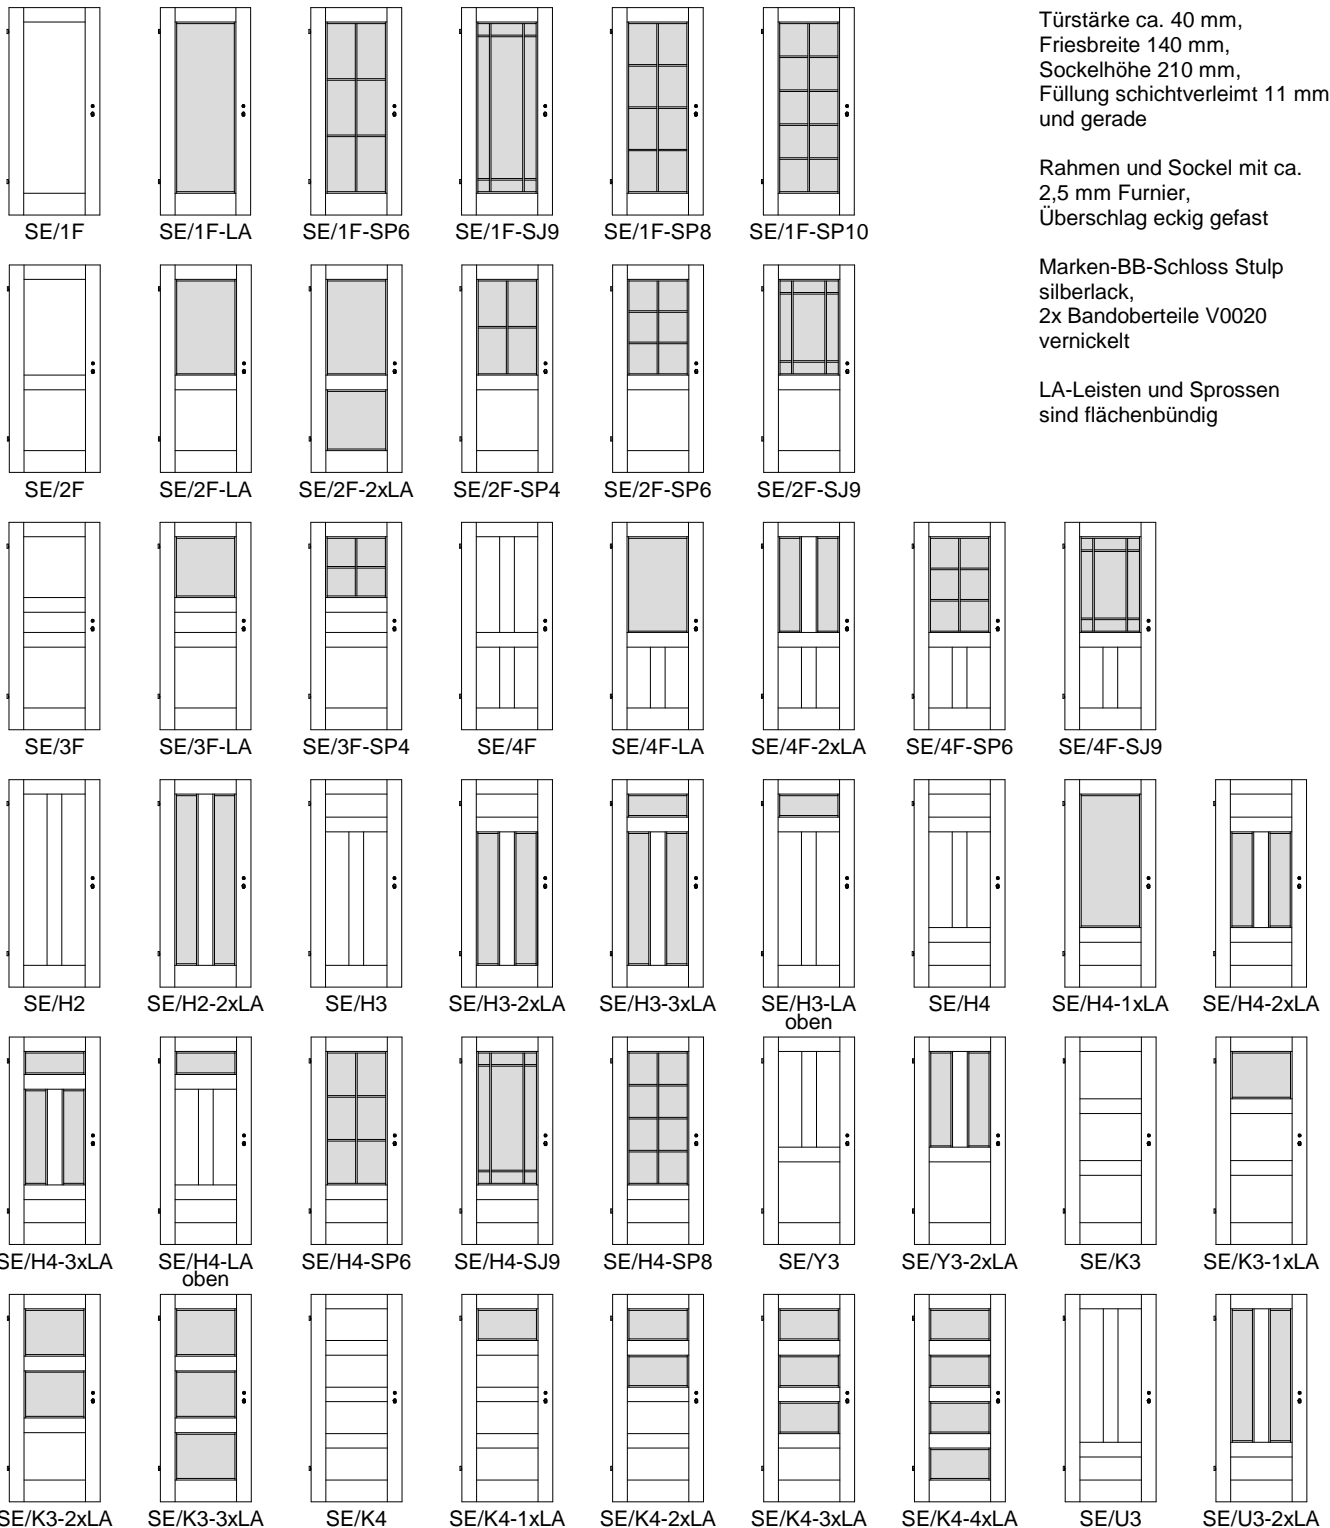 Türstärke ca. 40 mm,
Friesbreite 140 mm,
Sockelhöhe 210 mm,
Füllung schichtverleimt 11 mm
und gerade
Rahmen und Sockel mit ca.
2,5 mm Furnier,
Überschlag eckig gefast
Marken-BB-Schloss Stulp
silberlack,
2x Bandoberteile V0020
vernickelt
LA-Leisten und Sprossen
sind flächenbündig
SE/1F SE/1F-LA SE/1F-SP6 SE/1F-SJ9 SE/1F-SP8 SE/1F-SP10
SE/2F SE/2F-LA SE/2F-2xLA SE/2F-SP4 SE/2F-SP6 SE/2F-SJ9
SE/3F SE/3F-LA SE/3F-SP4 SE/4F SE/4F-LA SE/4F-2xLA SE/4F-SP6 SE/4F-SJ9
SE/H2 SE/H2-2xLA SE/H3 SE/H3-2xLA SE/H3-3xLA SE/H3-LA SE/H4 SE/H4-1xLA SE/H4-2xLA
oben
SE/H4-3xLA SE/H4-LA SE/H4-SP6 SE/H4-SJ9 SE/H4-SP8 SE/Y3 SE/Y3-2xLA SE/K3 SE/K3-1xLA
oben
SE/K3-2xLA SE/K3-3xLA SE/K4 SE/K4-1xLA SE/K4-2xLA SE/K4-3xLA SE/K4-4xLA SE/U3 SE/U3-2xLA